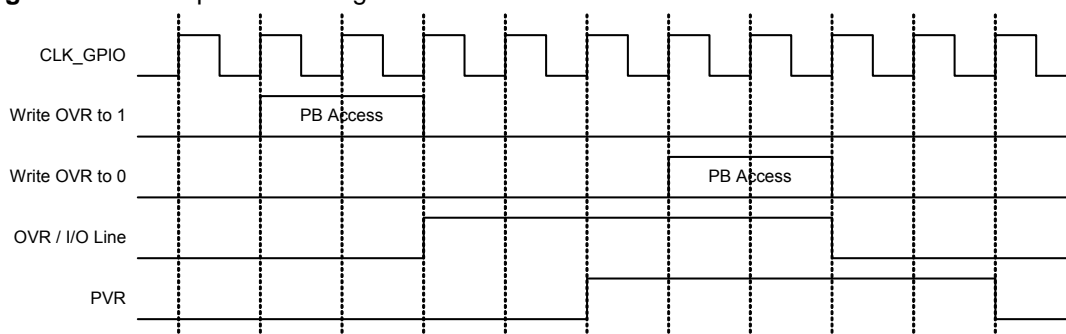 CLK_GPIO
Write OVR to 1
PB Access
Write OVR to 0
PB Access
OVR / I/O Line
PVR